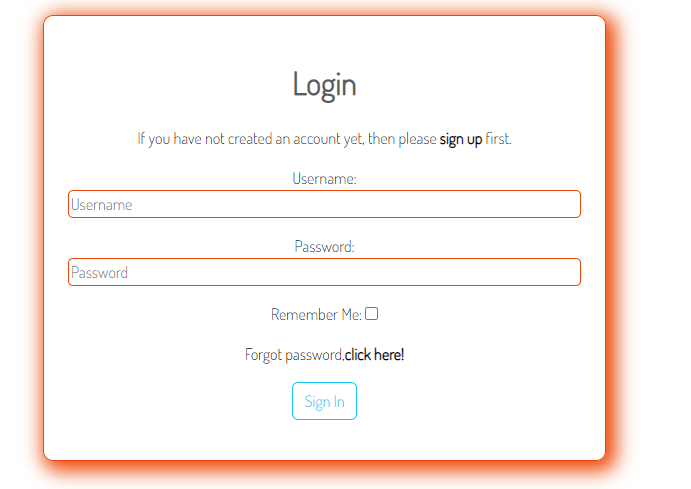 Login
If you have not created an account yet, then please sign up first.
Username:
Username
Password:
Password
Remember Me:
Forgot password,click here!
Sign In